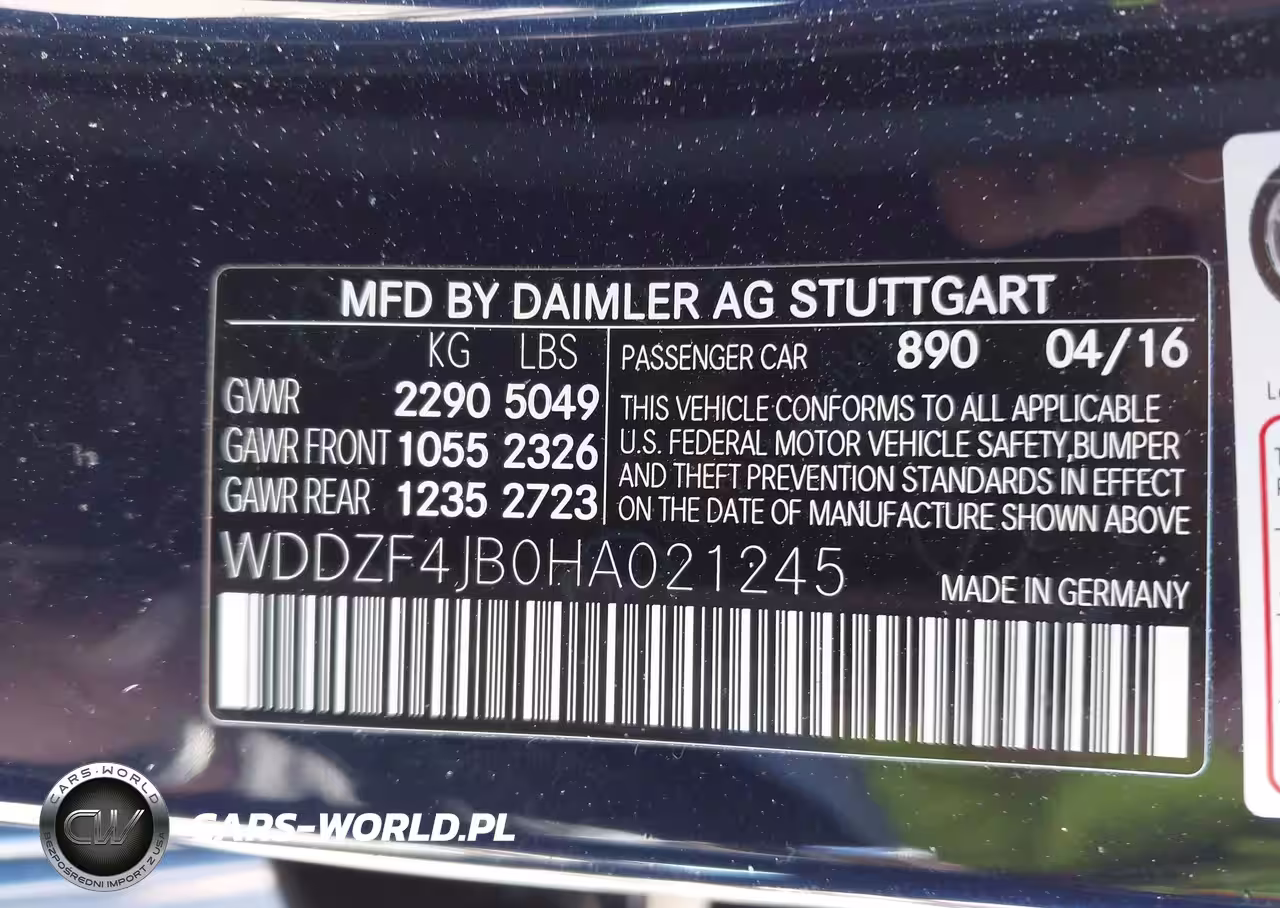 MFD BY DAIMLER AG STUTTGART
KG LBS
PASSENGER CAR 890 04/16
GVWR 2290 5049
GAWR FRONT 1055 2326
GAWR REAR 1235 2723
THIS VEHICLE CONFORMS TO ALL APPLICABLE
U.S. FEDERAL MOTOR VEHICLE SAFETY,BUMPER
AND THEFT PREVENTION STANDARDS IN EFFECT
ON THE DATE OF MANUFACTURE SHOWN ABOVE
WDDZF4JB0HA021245
MADE IN GERMANY
CARS-WORLD
CW
BEZPOŚREDNI IMPORT Z USA
CARS-WORLD.PL